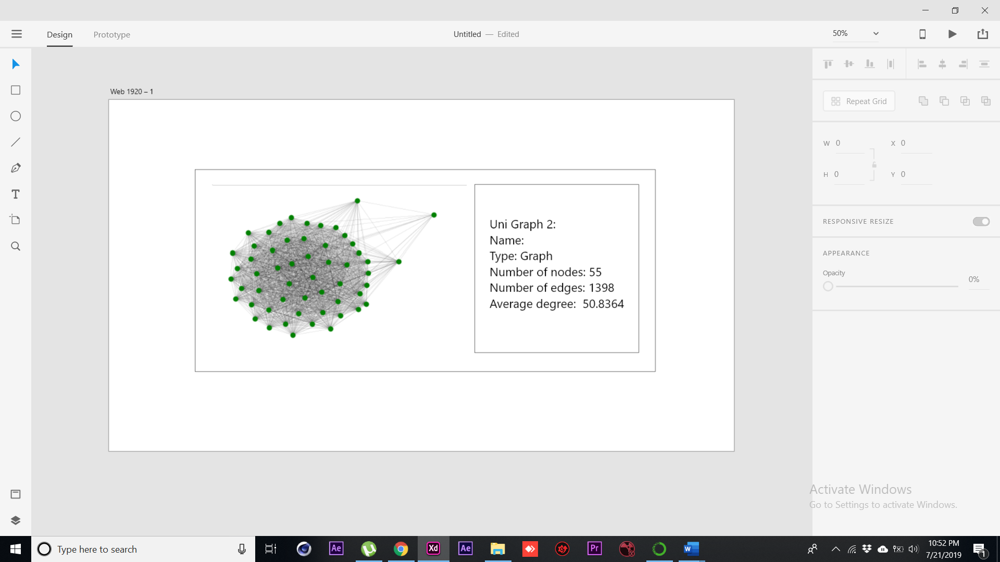 Design
Prototype
Untitled — Edited
50%
Web 1920 – 1
Repeat Grid
W 0
X 0
H 0
Y 0
RESPONSIVE RESIZE
APPEARANCE
Opacity
0%
Uni Graph 2:
Name:
Type: Graph
Number of nodes: 55
Number of edges: 1398
Average degree:  50.8364
Activate Windows
Go to Settings to activate Windows.
Type here to search
Ae
Xd
Ae
Pr
W
10:52 PM
7/21/2019
1